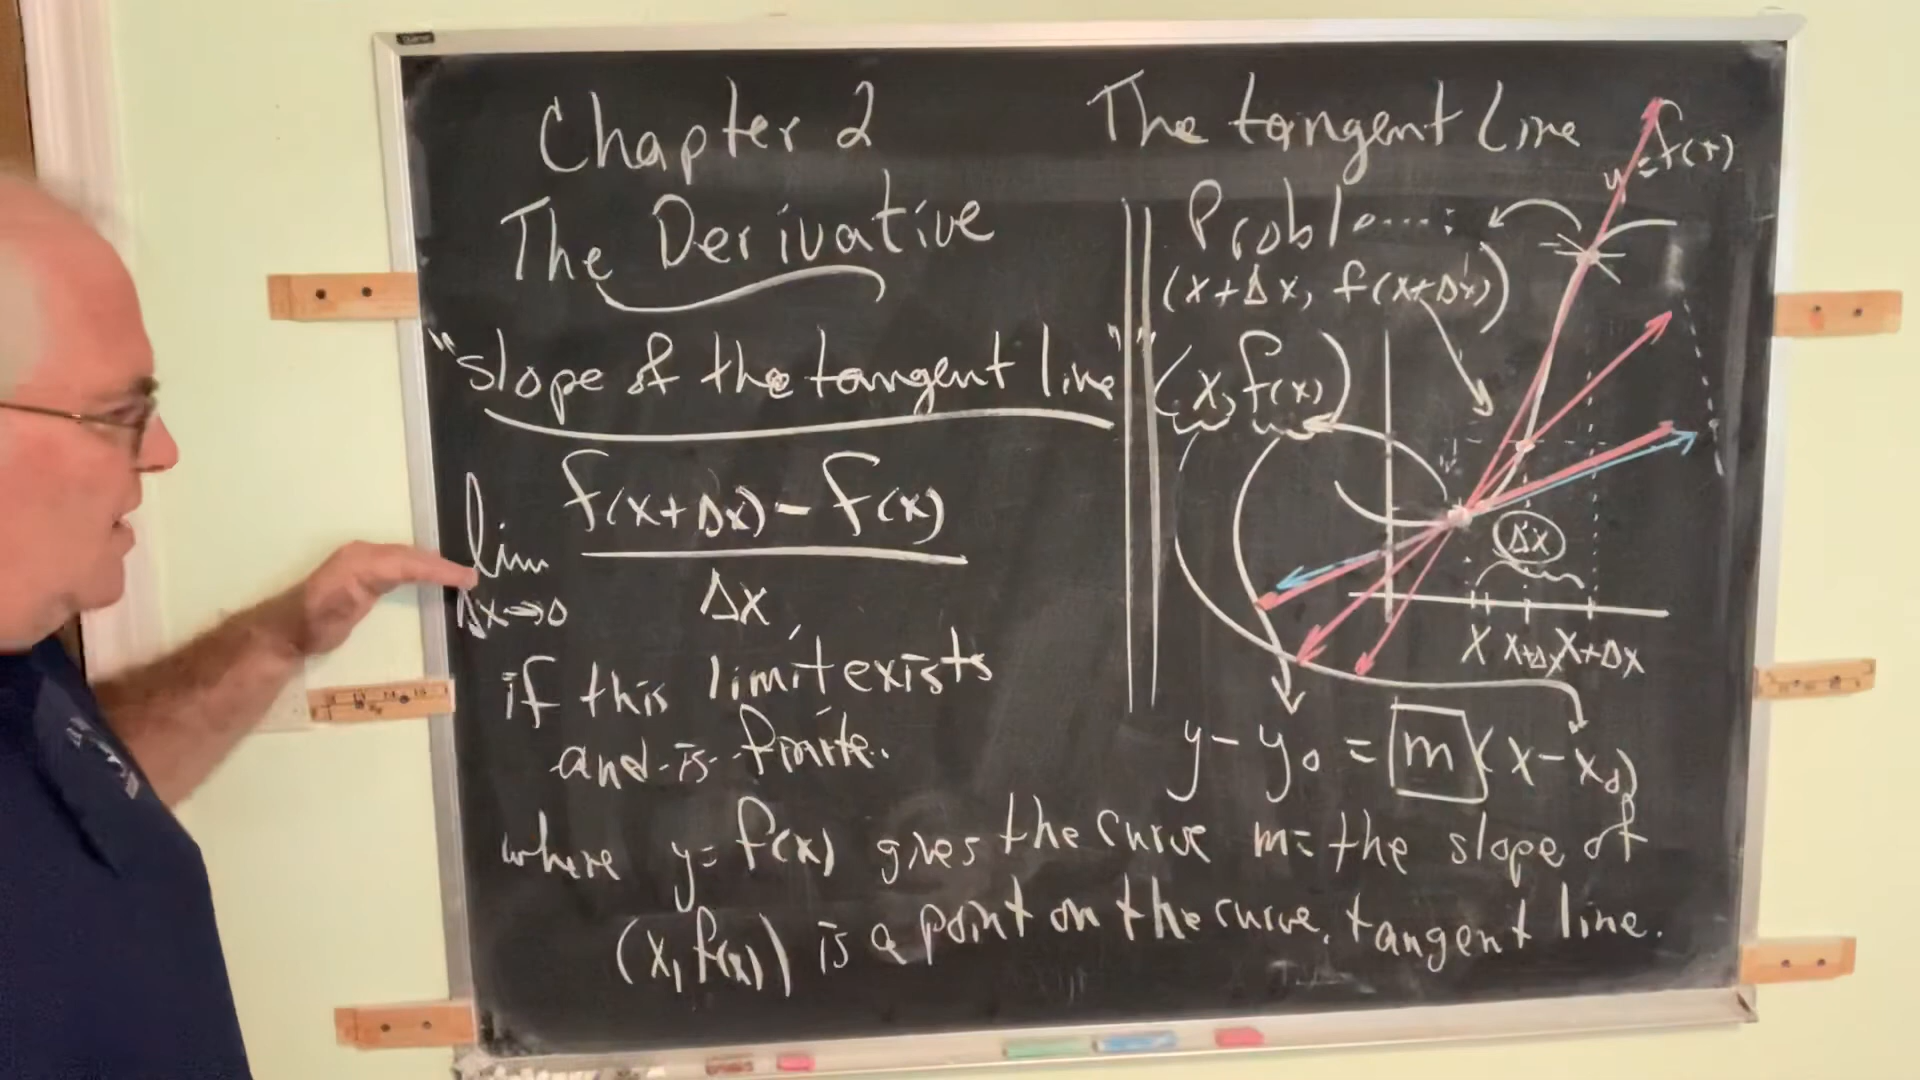 Chapter 2
The Derivative
"slope of the tangent line"
lim f(x+Δx) - f(x)
Δx→0 Δx,
if this limit exists
and is finite.
The tangent Line
y=f(x)
Probl
(x+Δx, f(x+Δx))
(x, f(x))
Δx
x x+Δx x+Δx
y-y₀ = m(x-x₀)
where y=f(x) gives the curve
(x, f(x)) is a point on the curve.
m= the slope of
tangent line.